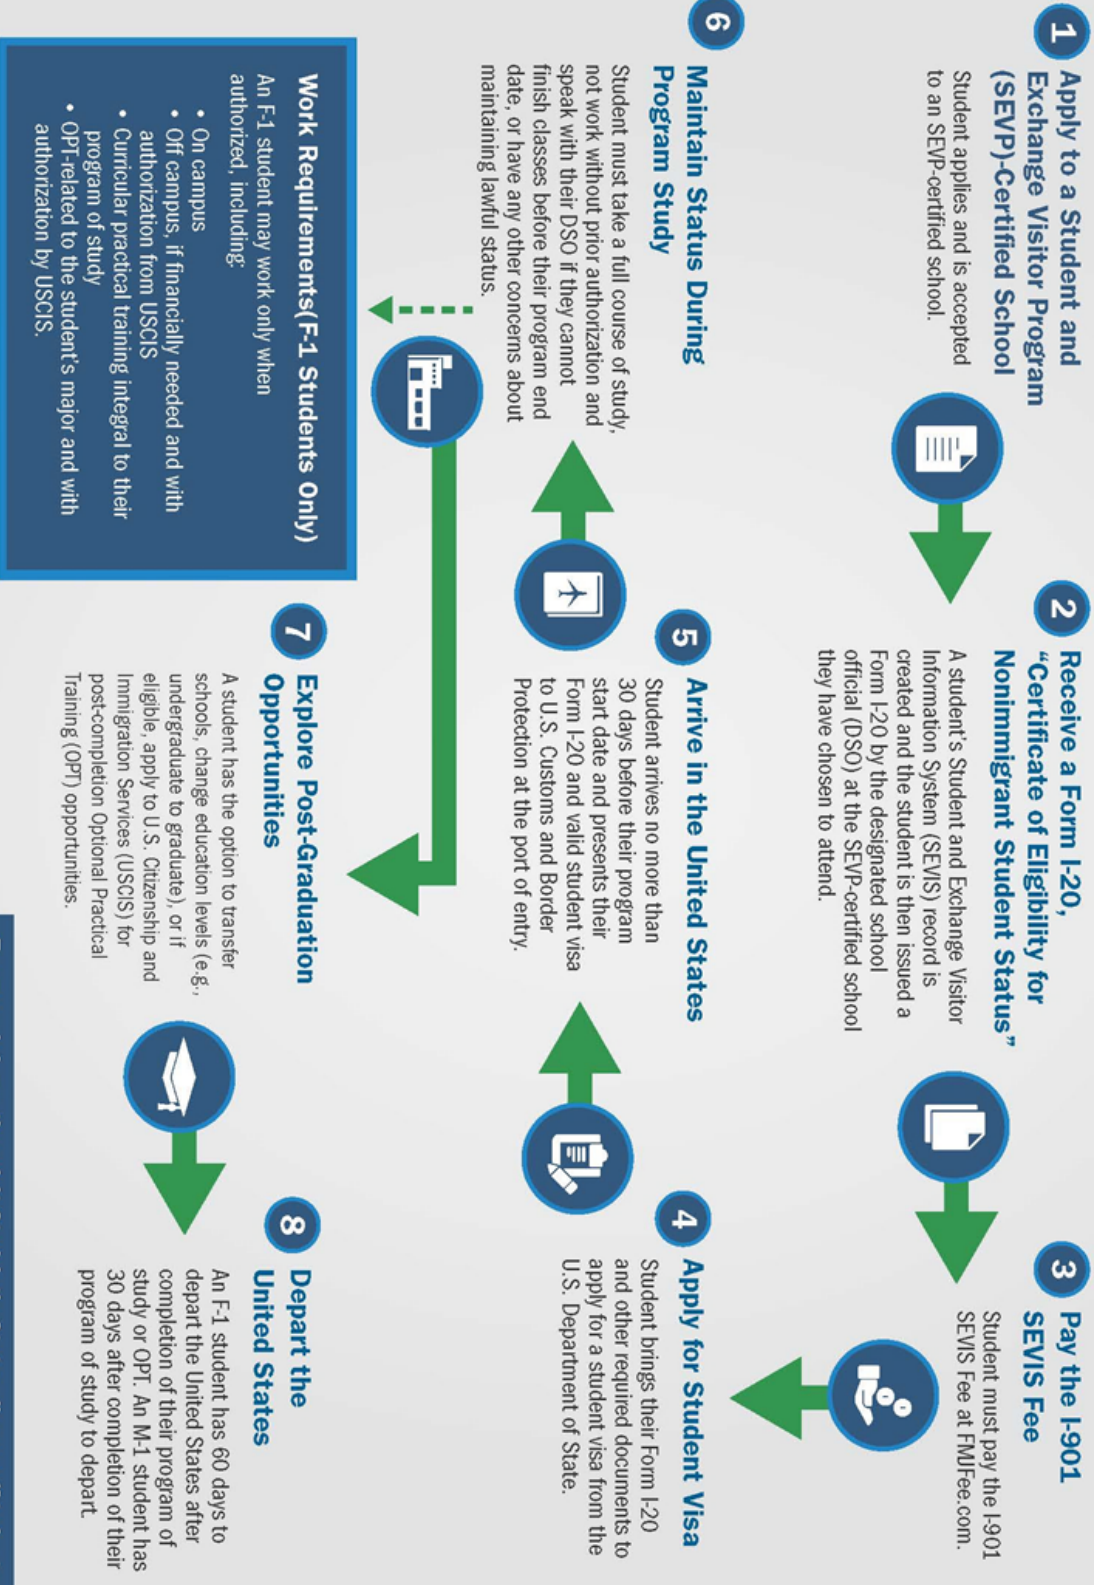 1
Apply to a Student and
Exchange Visitor Program
(SEVP)-Certified School
Student applies and is accepted
to an SEVP-certified school.
2
Receive a Form I-20,
“Certificate of Eligibility for
Nonimmigrant Student Status”
A student's Student and Exchange Visitor
Information System (SEVIS) record is
created and the student is then issued a
Form I-20 by the designated school
official (DSO) at the SEVP-certified school
they have chosen to attend.
3
Pay the I-901
SEVIS Fee
Student must pay the I-901
SEVIS Fee at FMJFee.com.
4
Apply for Student Visa
Student brings their Form I-20
and other required documents to
apply for a student visa from the
U.S. Department of State.
5
Arrive in the United States
Student arrives no more than
30 days before their program
start date and presents their
Form I-20 and valid student visa
to U.S. Customs and Border
Protection at the port of entry.
6
Maintain Status During
Program Study
Student must take a full course of study,
not work without prior authorization and
speak with their DSO if they cannot
finish classes before their program end
date, or have any other concerns about
maintaining lawful status.
Work Requirements(F-1 Students Only)
An F-1 student may work only when
authorized, including:
• On campus
• Off campus, if financially needed and with
authorization from USCIS
• Curricular practical training integral to their
program of study
• OPT-related to the student's major and with
authorization by USCIS.
7
Explore Post-Graduation
Opportunities
A student has the option to transfer
schools, change education levels (e.g.,
undergraduate to graduate), or if
eligible, apply to U.S. Citizenship and
Immigration Services (USCIS) for
post-completion Optional Practical
Training (OPT) opportunities.
8
Depart the
United States
An F-1 student has 60 days to
depart the United States after
completion of their program of
study or OPT. An M-1 student has
30 days after completion of their
program of study to depart.